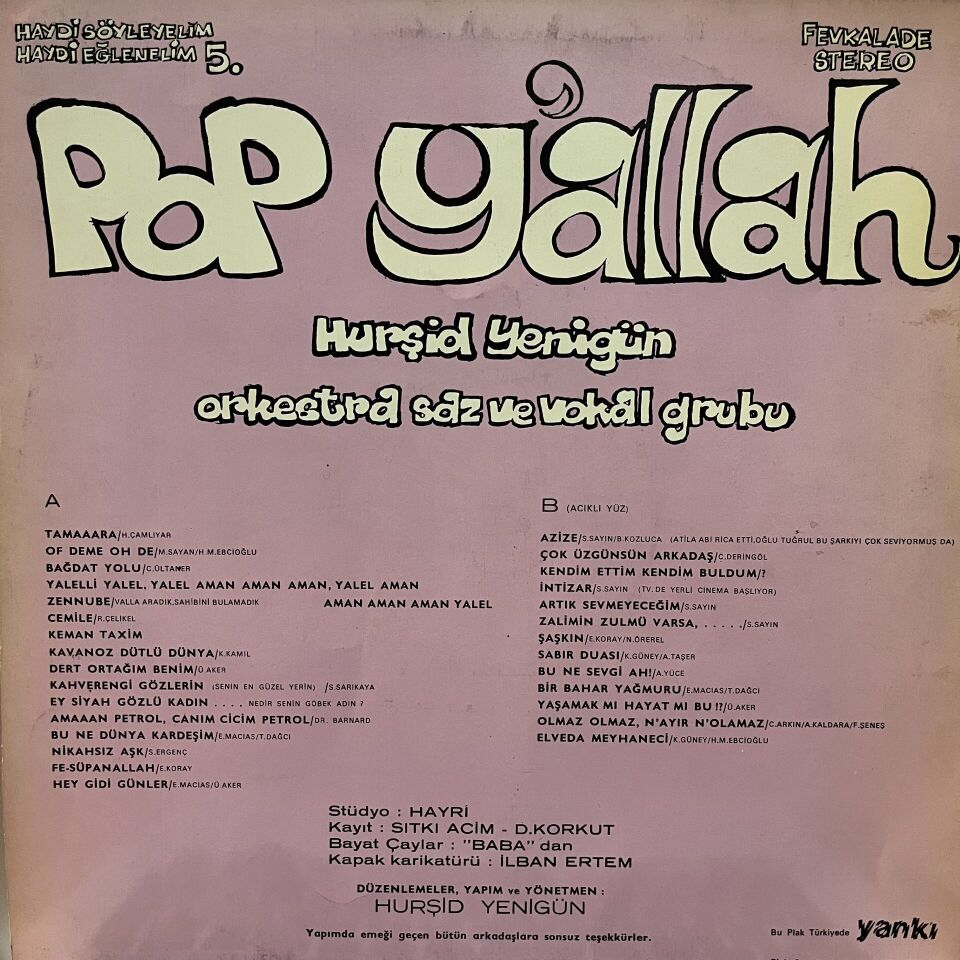 HAYDİ SÖYLEYELİM
HAYDİ EĞLENELİM 5.
FEVKALADE
STEREO
POP y'allah
Hurşid Yenigün
orkestra saz ve vokal grubu
A
TAMAAARA/H.ÇAMLIYAR
OF DEME OH DE/M.SAYAN/H.M.EBCİOĞLU
BAĞDAT YOLU/C.ÜLTANER
YALELLİ YALEL, YALEL AMAN AMAN AMAN, YALEL AMAN
ZENNUBE/VALLA ARADIK,SAHİBİNİ BULAMADIK AMAN AMAN AMAN YALEL
CEMİLE/R.ÇELİKEL
KEMAN TAXİM
KAVANOZ DÜTLÜ DÜNYA/K.KAMİL
DERT ORTAĞIM BENİM/Ü.AKER
KAHVERENGİ GÖZLERİN (SENİN EN GÜZEL YERİN) /S.SARIKAYA
EY SİYAH GÖZLÜ KADIN .... NEDİR SENİN GÖBEK ADIN ?
AMAAAN PETROL, CANIM CİCİM PETROL/DR. BARNARD
BU NE DÜNYA KARDEŞİM/E.MACIAS/T.DAĞCI
NİKAHSIZ AŞK/S.ERGENÇ
FE-SÜPANALLAH/E.KORAY
HEY GİDİ GÜNLER/E.MACIAS/Ü.AKER
B (ACIKLI YÜZ)
AZİZE/S.SAYIN/B.KOZLUCA (ATİLA ABİ RİCA ETTİ,OĞLU TUĞRUL BU ŞARKIYI ÇOK SEVİYORMUŞ DA)
ÇOK ÜZGÜNSÜN ARKADAŞ/C.DERİNGÖL
KENDİM ETTİM KENDİM BULDUM/?
İNTİZAR/S.SAYIN (TV. DE YERLİ CİNEMA BAŞLIYOR)
ARTIK SEVMEYECEĞİM/S.SAYIN
ZALİMİN ZULMÜ VARSA, ...../S.SAYIN
ŞAŞKIN/E.KORAY/N.ÖREREL
SABIR DUASI/K.GÜNEY/A.TAŞER
BU NE SEVGİ AH!/A.YÜCE
BİR BAHAR YAĞMURU/E.MACIAS/T.DAĞCI
YAŞAMAK MI HAYAT MI BU !?/Ü.AKER
OLMAZ OLMAZ, N'AYIR N'OLAMAZ/C.ARKIN/A.KALDARA/F.ŞENEŞ
ELVEDA MEYHANECİ/K.GÜNEY/H.M.EBCİOĞLU
Stüdyo : HAYRİ
Kayıt : SITKI ACİM - D.KORKUT
Bayat Çaylar : "BABA" dan
Kapak karikatürü : İLBAN ERTEM
DÜZENLEMELER, YAPIM ve YÖNETMEN :
HURŞİD YENİGÜN
Yapımda emeği geçen bütün arkadaşlara sonsuz teşekkürler.
Bu Plak Türkiyede yankı